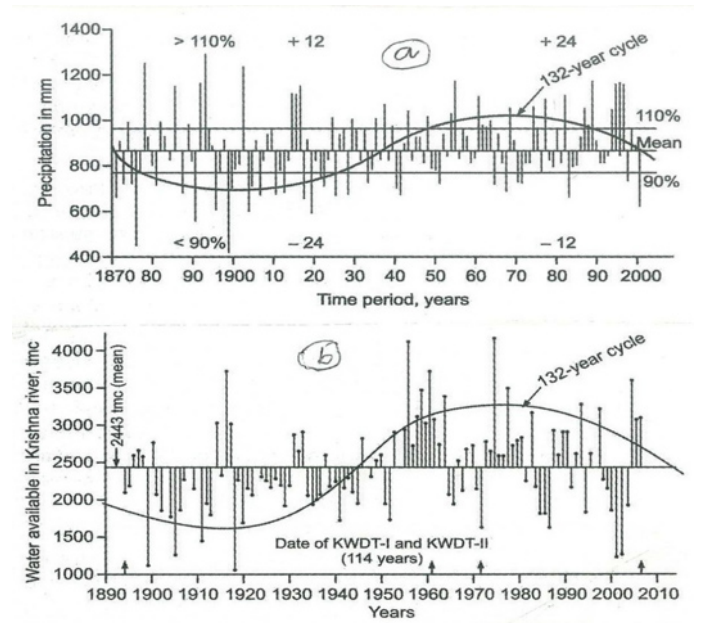 1400
> 110%
+ 12
a
+ 24
132-year cycle
1200
1000
110%
Mean
800
90%
600
< 90%
− 24
− 12
400
1870 80 90 1900 10 20 30 40 50 60 70 80 90 2000
Time period, years
Precipitation in mm
b
4000
132-year cycle
3500
2443 tmc (mean)
3000
2500
2000
1500
Date of KWDT-I and KWDT-II
(114 years)
1000
1890 1900 1910 1920 1930 1940 1950 1960 1970 1980 1990 2000 2010
Years
Water available in Krishna river, tmc